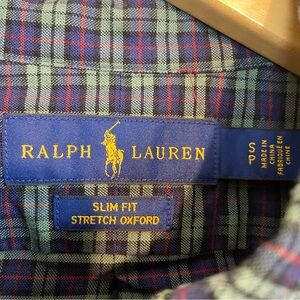 RALPH LAUREN
SLIM FIT
STRETCH OXFORD
S
P
MADE IN
CHINA
FABRIQUÉ EN
CHINE